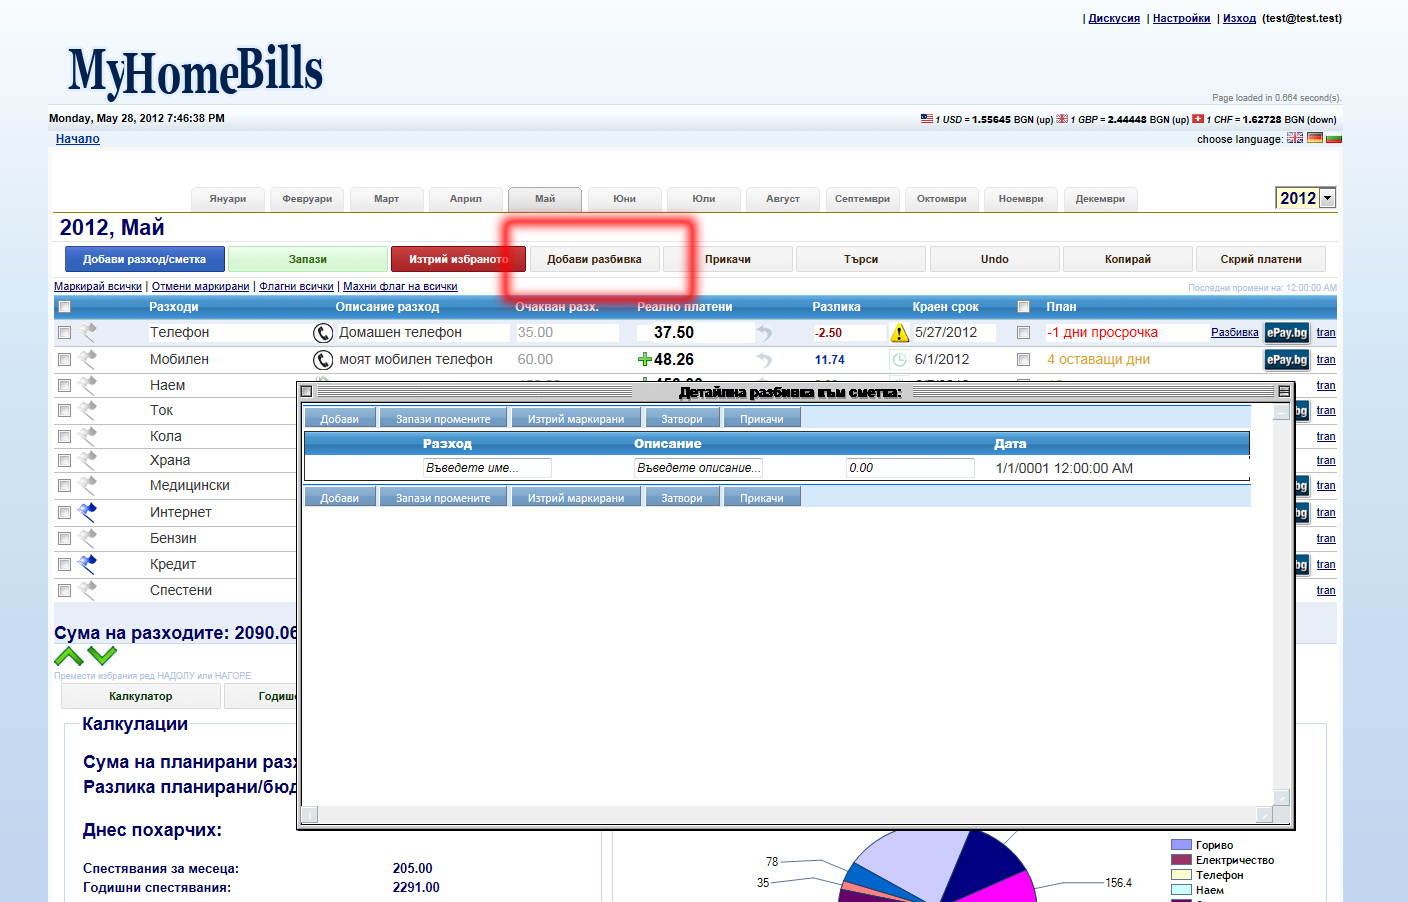 | Дискусия | Настройки | Изход (test@test.test)
MyHomeBills
Page loaded in 0.664 second(s).
Monday, May 28, 2012 7:46:38 PM
1 USD = 1.55645 BGN (up) 1 GBP = 2.44448 BGN (up) 1 CHF = 1.62728 BGN (down)
Начало
choose language:
Януари Февруари Март Април Май Юни Юли Август Септември Октомври Ноември Декември 2012
2012, Май
Добави разход/сметка Запази Изтрий избраното Добави разбивка Прикачи Търси Undo Копирай Скрий платени
Маркирай всички | Отмени маркирани | Флагни всички | Махни флаг на всички
Последни промени на: 12:00:00 AM
Разходи Описание разход Очакван разх. Реално платени Разлика Краен срок План
Телефон Домашен телефон 35.00 37.50 -2.50 5/27/2012 -1 дни просрочка Разбивка ePay.bg tran
Мобилен моят мобилен телефон 60.00 48.26 11.74 6/1/2012 4 оставащи дни ePay.bg tran
Наем tran
Ток tran
Кола tran
Храна tran
Медицински bg tran
Интернет bg tran
Бензин tran
Кредит bg tran
Спестени tran
Детайлна разбивка към сметка:
Добави Запази промените Изтрий маркирани Затвори Прикачи
Разход Описание Дата
Въведете име... Въведете описание... 0.00 1/1/0001 12:00:00 AM
Добави Запази промените Изтрий маркирани Затвори Прикачи
Сума на разходите: 2090.06
Премести избрания ред НАДОЛУ или НАГОРЕ
Калкулатор Годиш
Калкулации
Сума на планирани раз
Разлика планирани/бюд
Днес похарчих:
Спестявания за месеца: 205.00
Годишни спестявания: 2291.00
78
35
156.4
Гориво
Електричество
Телефон
Наем